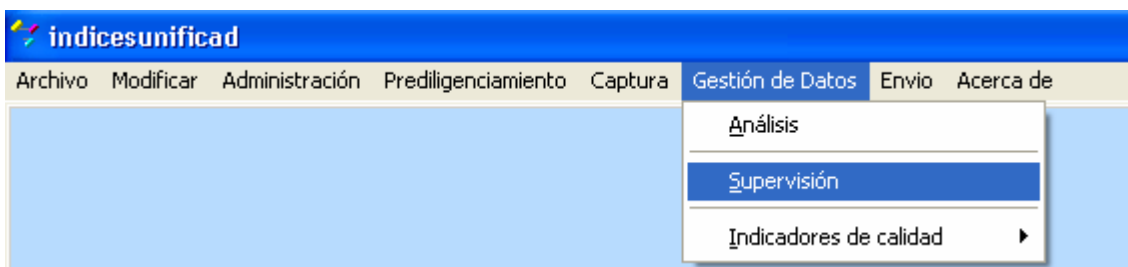 indicesunificad
Archivo Modificar Administración Prediligenciamiento Captura Gestión de Datos Envio Acerca de
Análisis
Supervisión
Indicadores de calidad